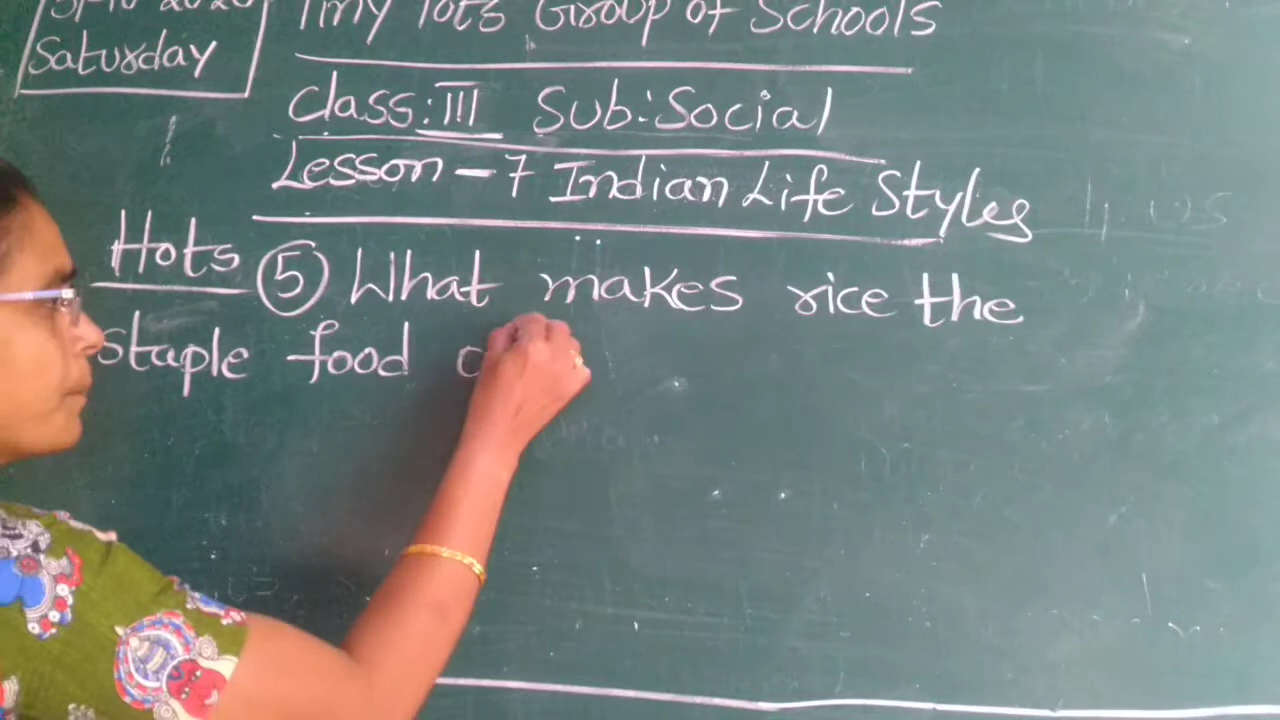 Saturday
Tiny Tots Group of Schools
Class: III Sub: Social
Lesson - 7 Indian Life Styles
Hots ⑤ What makes rice the
staple food